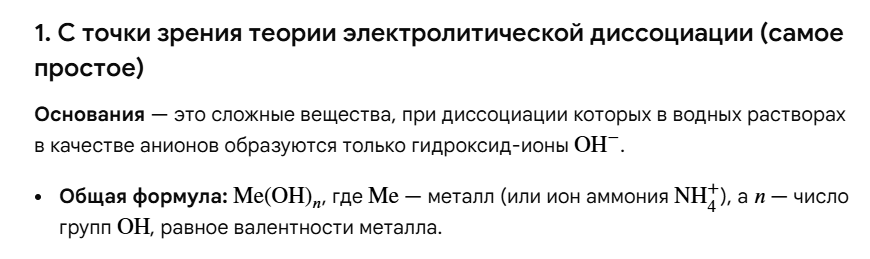 1. С точки зрения теории электролитической диссоциации (самое
простое)
Основания — это сложные вещества, при диссоциации которых в водных растворах
в качестве анионов образуются только гидроксид-ионы OH⁻.
• Общая формула: Me(OH)ₙ, где Me — металл (или ион аммония NH₄⁺), а n — число
групп OH, равное валентности металла.